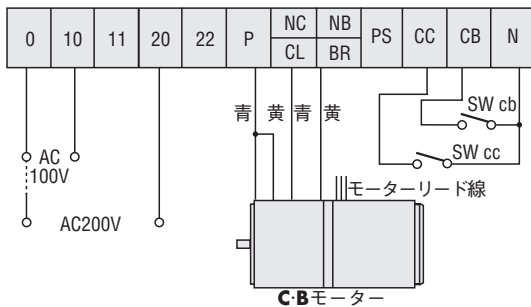 0 10 11 20 22 P NC NB PS CC CB N
CL BR
青 黄 青 黄
SW cb
SW cc
AC
100V
モーターリード線
AC200V
C·Bモーター